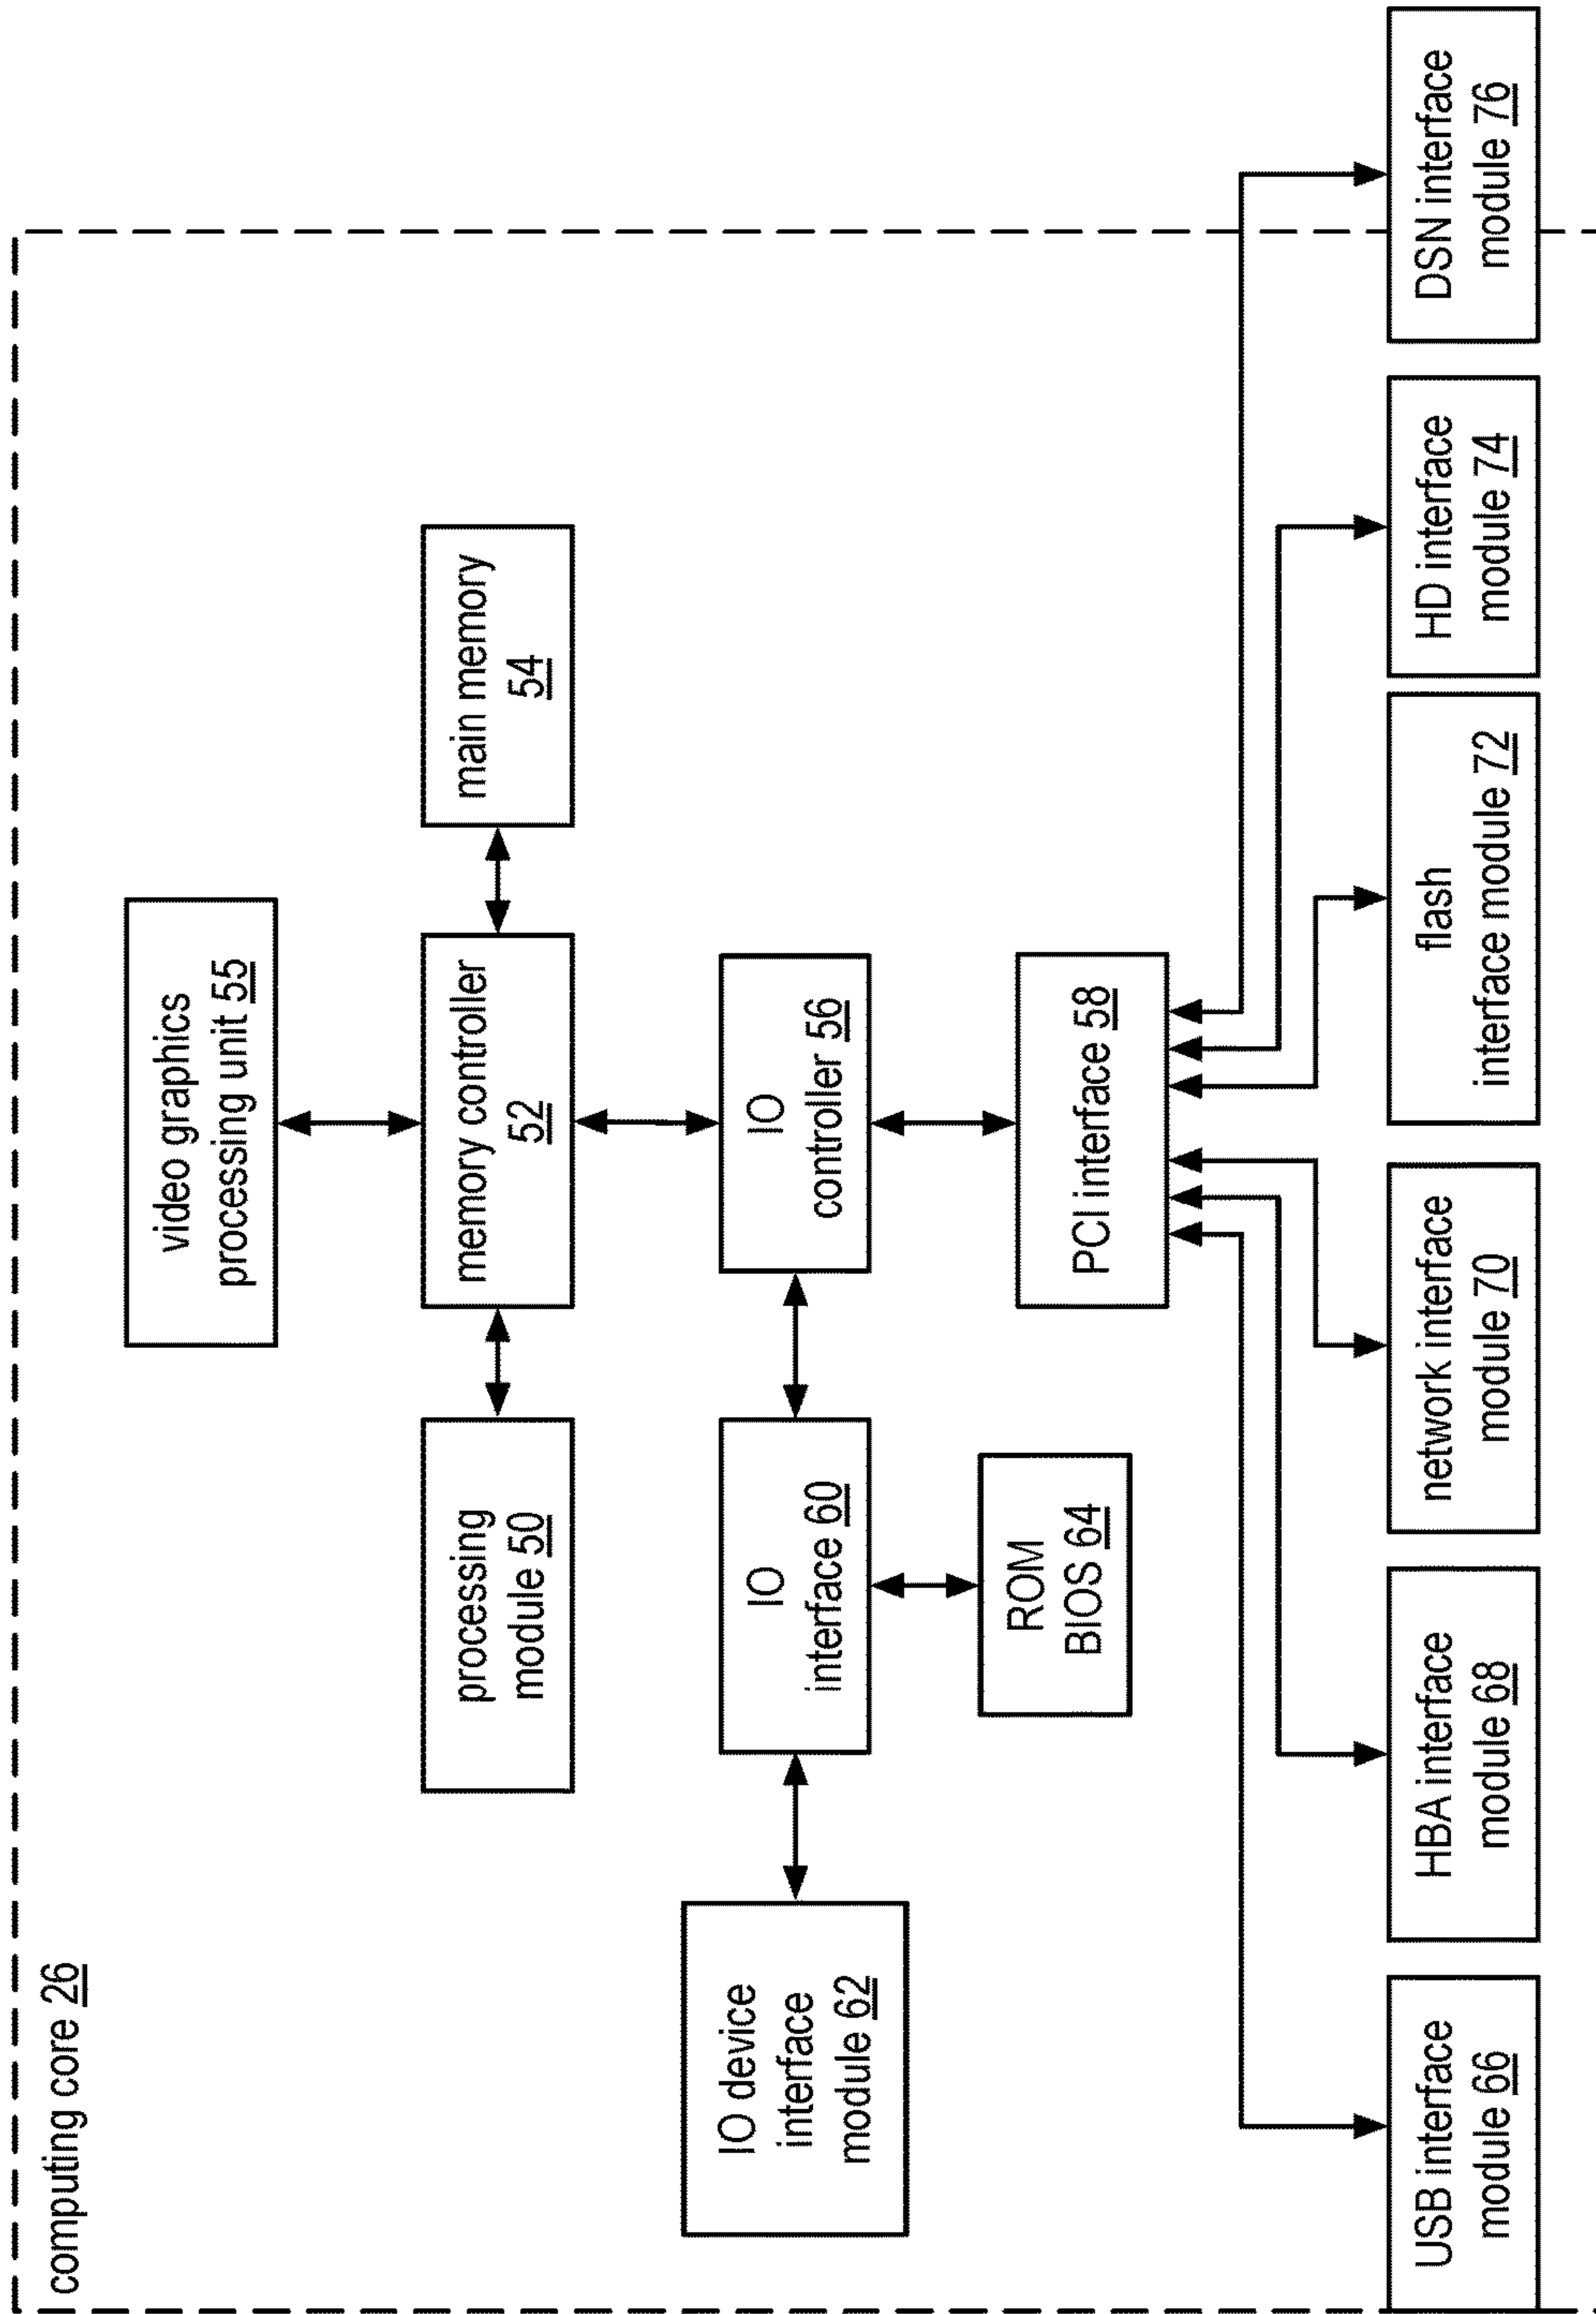 computing core 26
video graphics
processing unit 55
processing
module 50
memory controller
52
main memory
54
IO device
interface
module 62
IO
interface 60
IO
controller 56
ROM
BIOS 64
PCI interface 58
USB interface
module 66
HBA interface
module 68
network interface
module 70
flash
interface module 72
HD interface
module 74
DSN interface
module 76